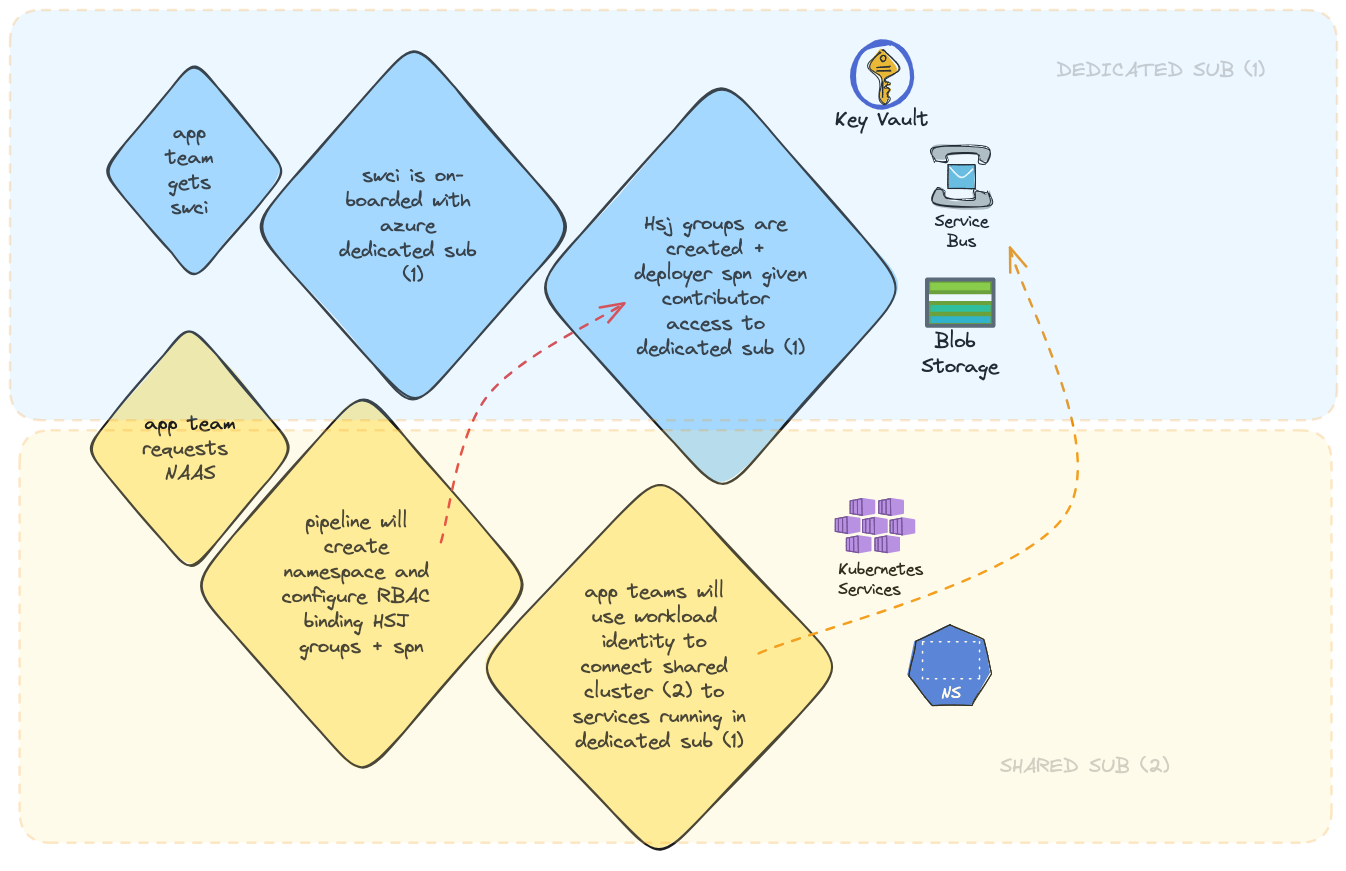 DEDICATED SUB (1)
app
team
gets
swci
swci is on-
boarded with
azure
dedicated sub
(1)
Hsj groups are
created +
deployer spn given
contributor
access to
dedicated sub (1)
Key Vault
Service
Bus
Blob
Storage
app team
requests
NAAS
pipeline will
create
namespace and
configure RBAC
binding HSJ
groups + spn
app teams will
use workload
identity to
connect shared
cluster (2) to
services running in
dedicated sub (1)
Kubernetes
Services
NS
SHARED SUB (2)